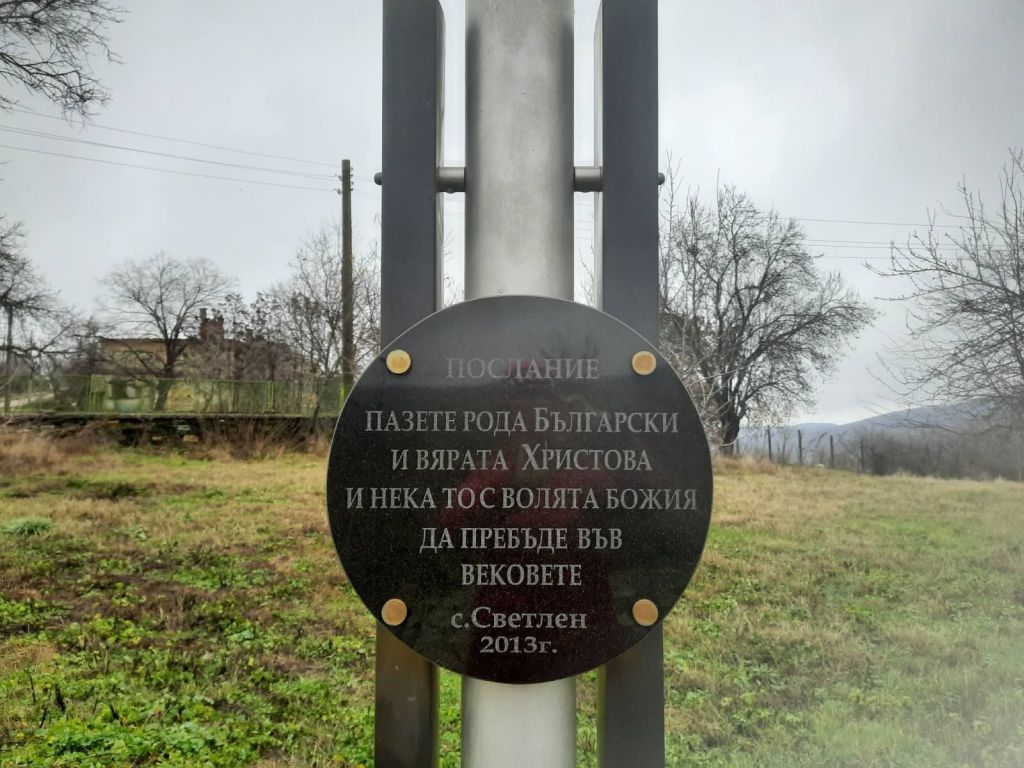 ПОСЛАНИЕ
ПАЗЕТЕ РОДА БЪЛГАРСКИ
И ВЯРАТА ХРИСТОВА
И НЕКА ТО С ВОЛЯТА БОЖИЯ
ДА ПРЕБЪДЕ ВЪВ
ВЕКОВЕТЕ
с.Светлен
2013г.